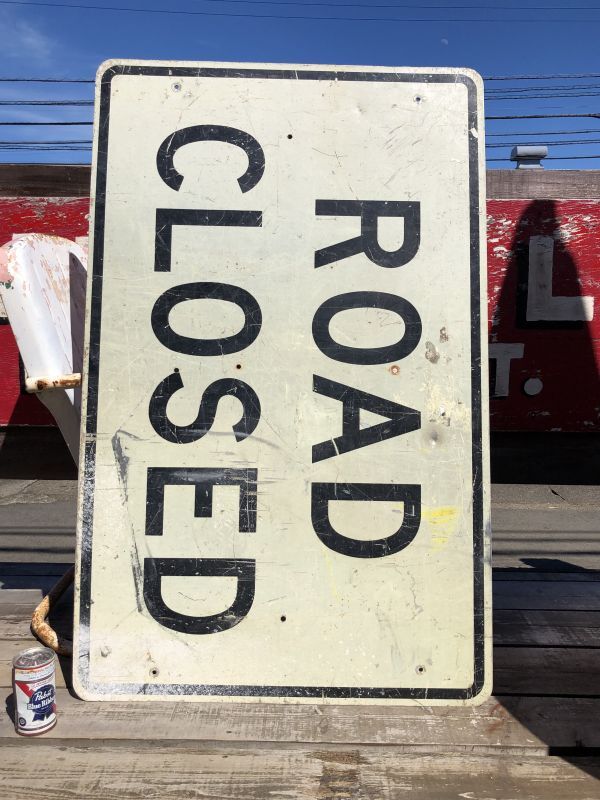 ROAD
CLOSED
L
T.
Pabst
Blue Ribbon